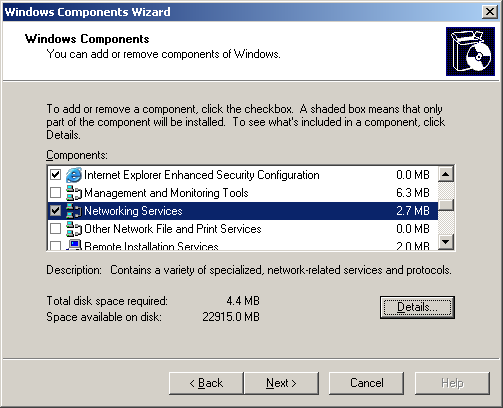 Windows Components Wizard
Windows Components
You can add or remove components of Windows.
To add or remove a component, click the checkbox. A shaded box means that only
part of the component will be installed. To see what's included in a component, click
Details.
Components:
Internet Explorer Enhanced Security Configuration 0.0 MB
Management and Monitoring Tools 6.3 MB
Networking Services 2.7 MB
Other Network File and Print Services 0.0 MB
Remote Installation Services 2.0 MB
Description: Contains a variety of specialized, network-related services and protocols.
Total disk space required: 4.4 MB
Space available on disk: 22915.0 MB
Details...
< Back Next > Cancel Help